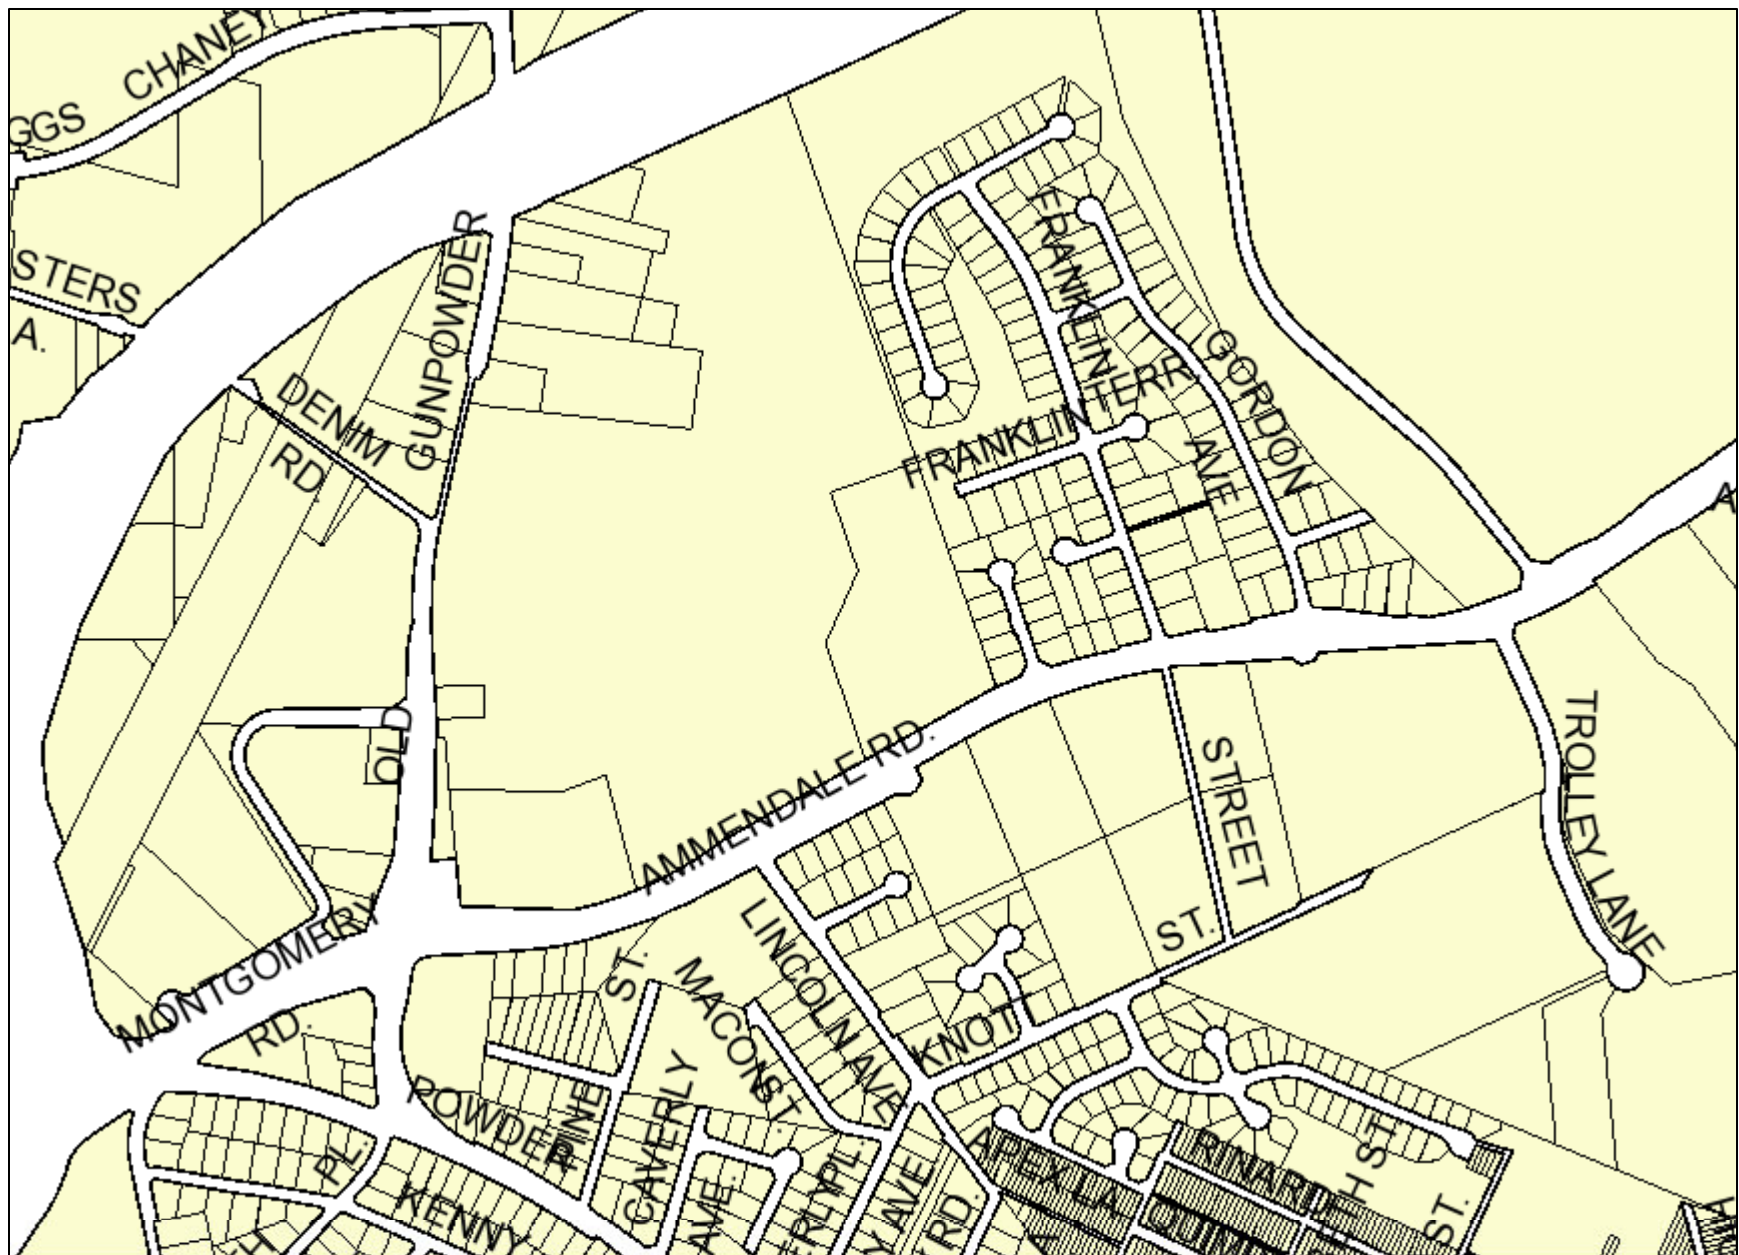 CHANEY
GGS
STERS
A.
GUNPOWDER
DENIM
RD
OLD
FRANKLIN
FRANKLIN TERR.
GORDON
AVE
A
AMMENDALE RD.
STREET
TROLLEY LANE
MONTGOMERY
RD.
ST.
MACON
ST.
LINCOLN AVE
KNOTT
ST.
POWDER
PINE
CAVERLY
AVE.
PL.
KENNY
PL.
AVE
RD.
APEX LA.
RINARD
ST.
ST.